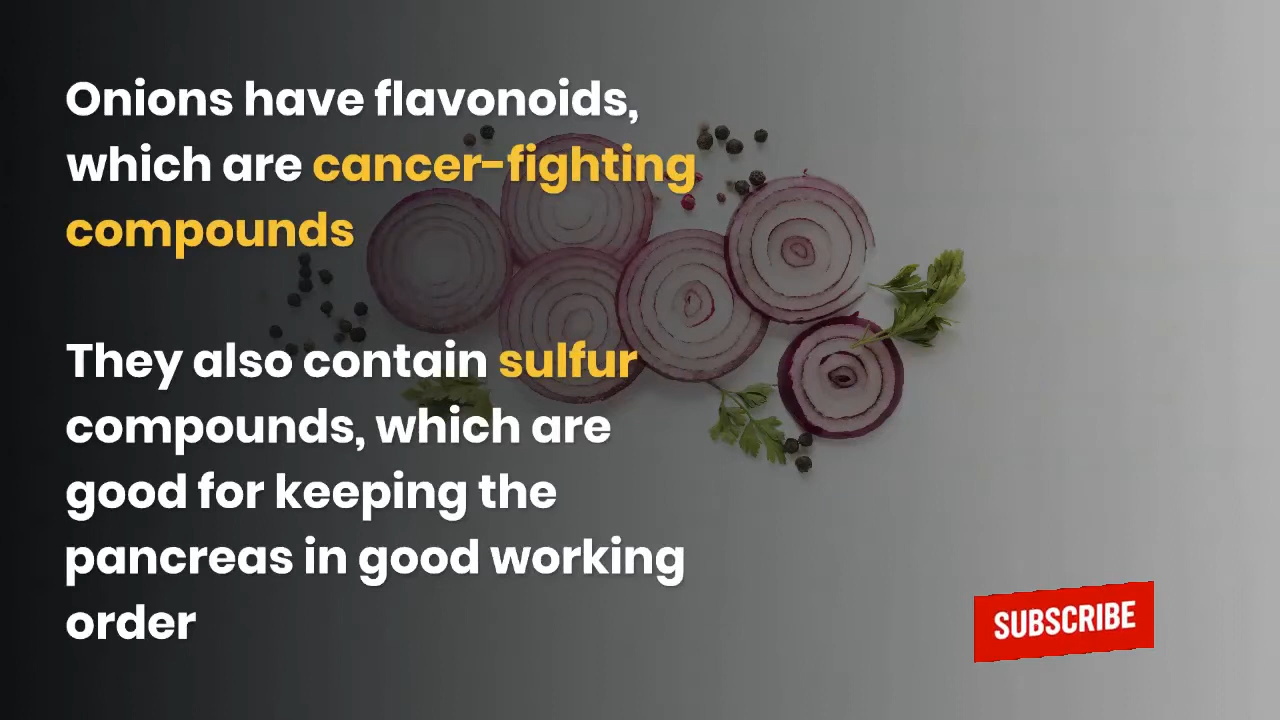 Onions have flavonoids,
which are cancer-fighting
compounds
They also contain sulfur
compounds, which are
good for keeping the
pancreas in good working
order
SUBSCRIBE